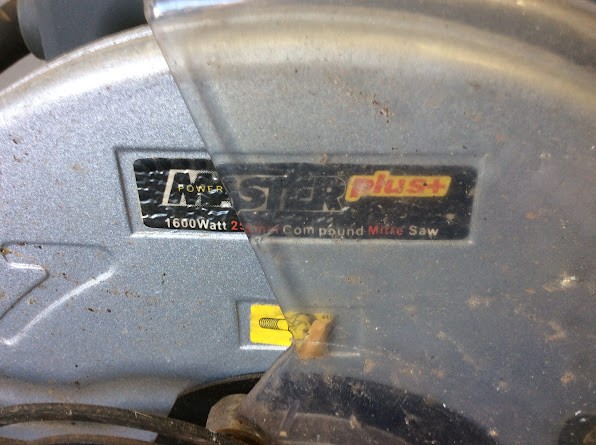 POWER MASTER plus+
1600Watt Compound Mitre Saw